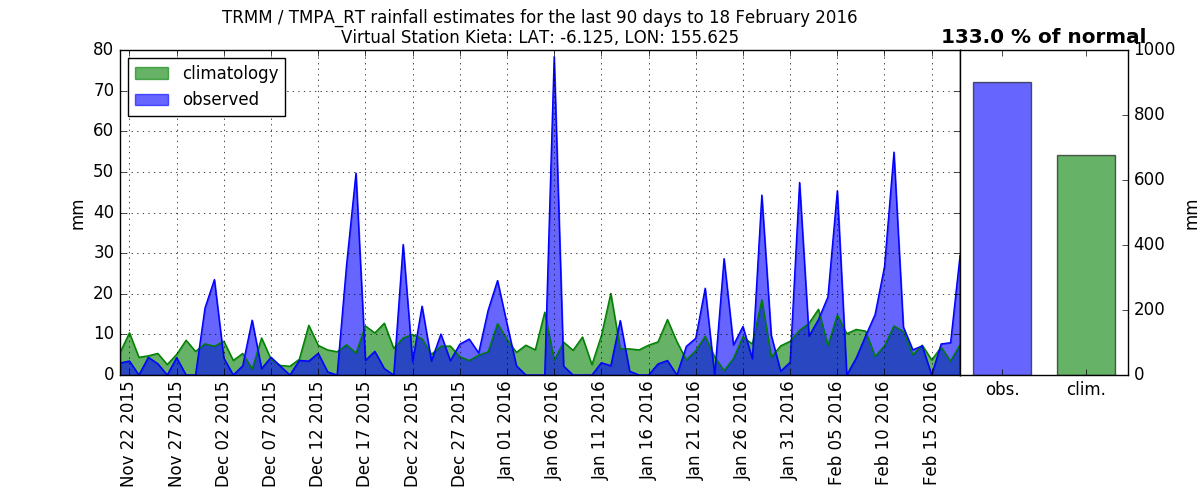 TRMM / TMPA_RT rainfall estimates for the last 90 days to 18 February 2016
Virtual Station Kieta: LAT: -6.125, LON: 155.625
133.0 % of normal
climatology
observed
mm
80
70
60
50
40
30
20
10
0
Nov 22 2015
Nov 27 2015
Dec 02 2015
Dec 07 2015
Dec 12 2015
Dec 17 2015
Dec 22 2015
Dec 27 2015
Jan 01 2016
Jan 06 2016
Jan 11 2016
Jan 16 2016
Jan 21 2016
Jan 26 2016
Jan 31 2016
Feb 05 2016
Feb 10 2016
Feb 15 2016
1000
800
600
400
200
0
mm
obs.
clim.